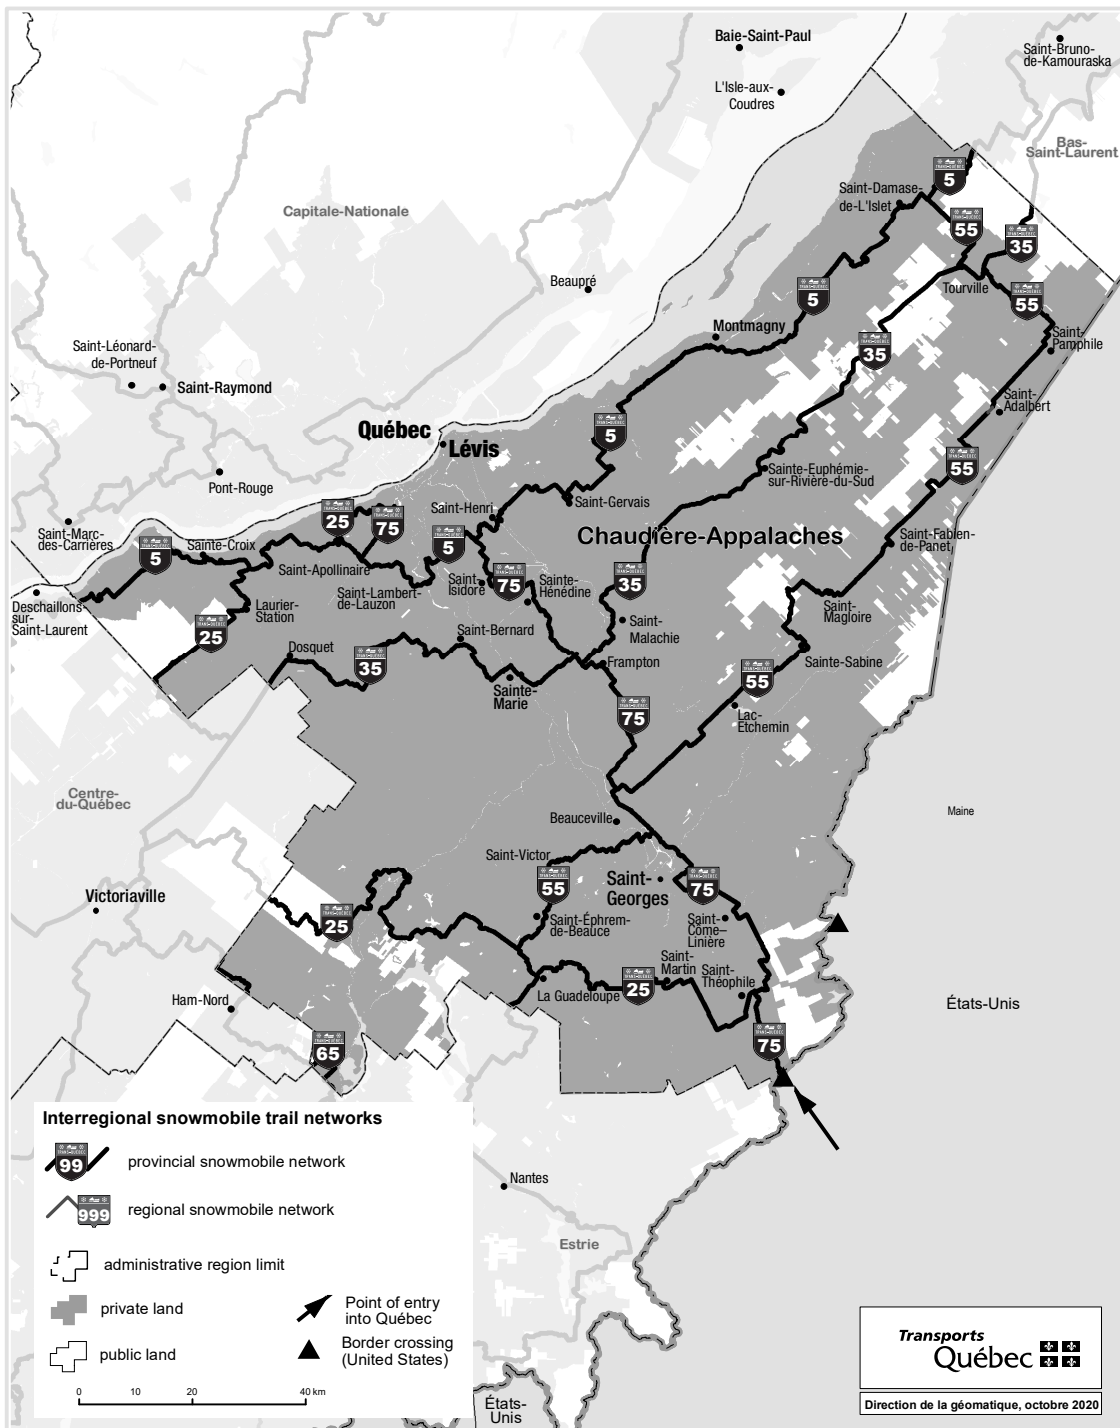 Baie-Saint-Paul
Saint-Bruno-
de-Kamouraska
L'Isle-aux-
Coudres
Bas-
Saint-Laurent
5
Saint-Damase-
de-L'Islet
Capitale-Nationale
55
35
Beaupré
Tourville
5
55
Montmagny
Saint-
Pamphile
Saint-Léonard-
de-Portneuf
35
Saint-Raymond
Saint-
Adalbert
Québec
Lévis
5
55
Pont-Rouge
Sainte-Euphémie-
sur-Rivière-du-Sud
Saint-Gervais
Saint-Henri
25
75
Saint-Marc-
des-Carrières
Chaudière-Appalaches
Saint-Fabien-
de-Panet
5
Sainte-Croix
5
Saint-Apollinaire
Saint-
Isidore
75
Sainte-
Hénédine
35
Deschaillons-
sur-
Saint-Laurent
Saint-Lambert-
de-Lauzon
Laurier-
Station
Saint-
Magloire
25
Saint-
Malachie
Saint-Bernard
Dosquet
35
Frampton
Sainte-Sabine
55
Sainte-
Marie
75
Lac-
Etchemin
Centre-
du-Québec
Maine
Beauceville
Saint-Victor
Victoriaville
55
Saint-
Georges
75
25
Saint-Éphrem-
de-Beauce
Saint-
Côme–
Linière
Saint-
Martin
Saint-
Théophile
La Guadeloupe
25
Ham-Nord
États-Unis
65
75
Interregional snowmobile trail networks
99
provincial snowmobile network
999
regional snowmobile network
administrative region limit
private land
public land
Point of entry
into Québec
Border crossing
(United States)
0 10 20 40 km
Nantes
Estrie
États-
Unis
Transports
Québec
Direction de la géomatique, octobre 2020